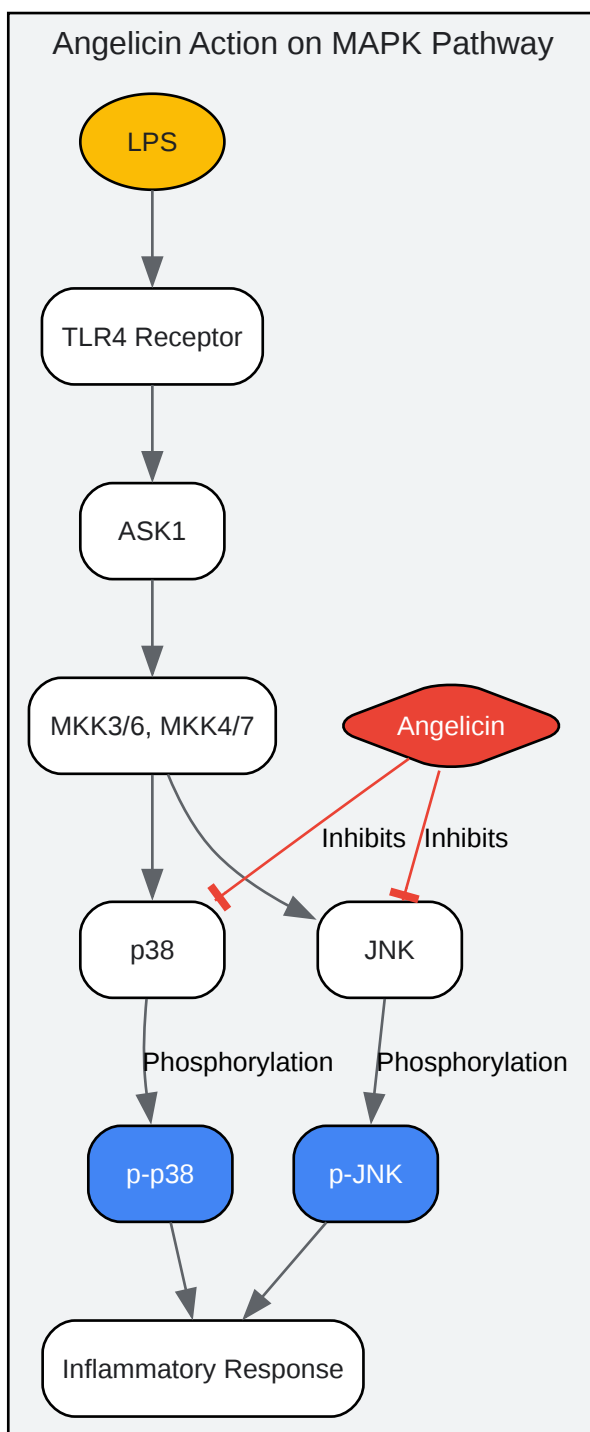 Angelicin Action on MAPK Pathway
LPS
TLR4 Receptor
ASK1
MKK3/6, MKK4/7
Angelicin
Inhibits
Inhibits
p38
JNK
Phosphorylation
Phosphorylation
p-p38
p-JNK
Inflammatory Response